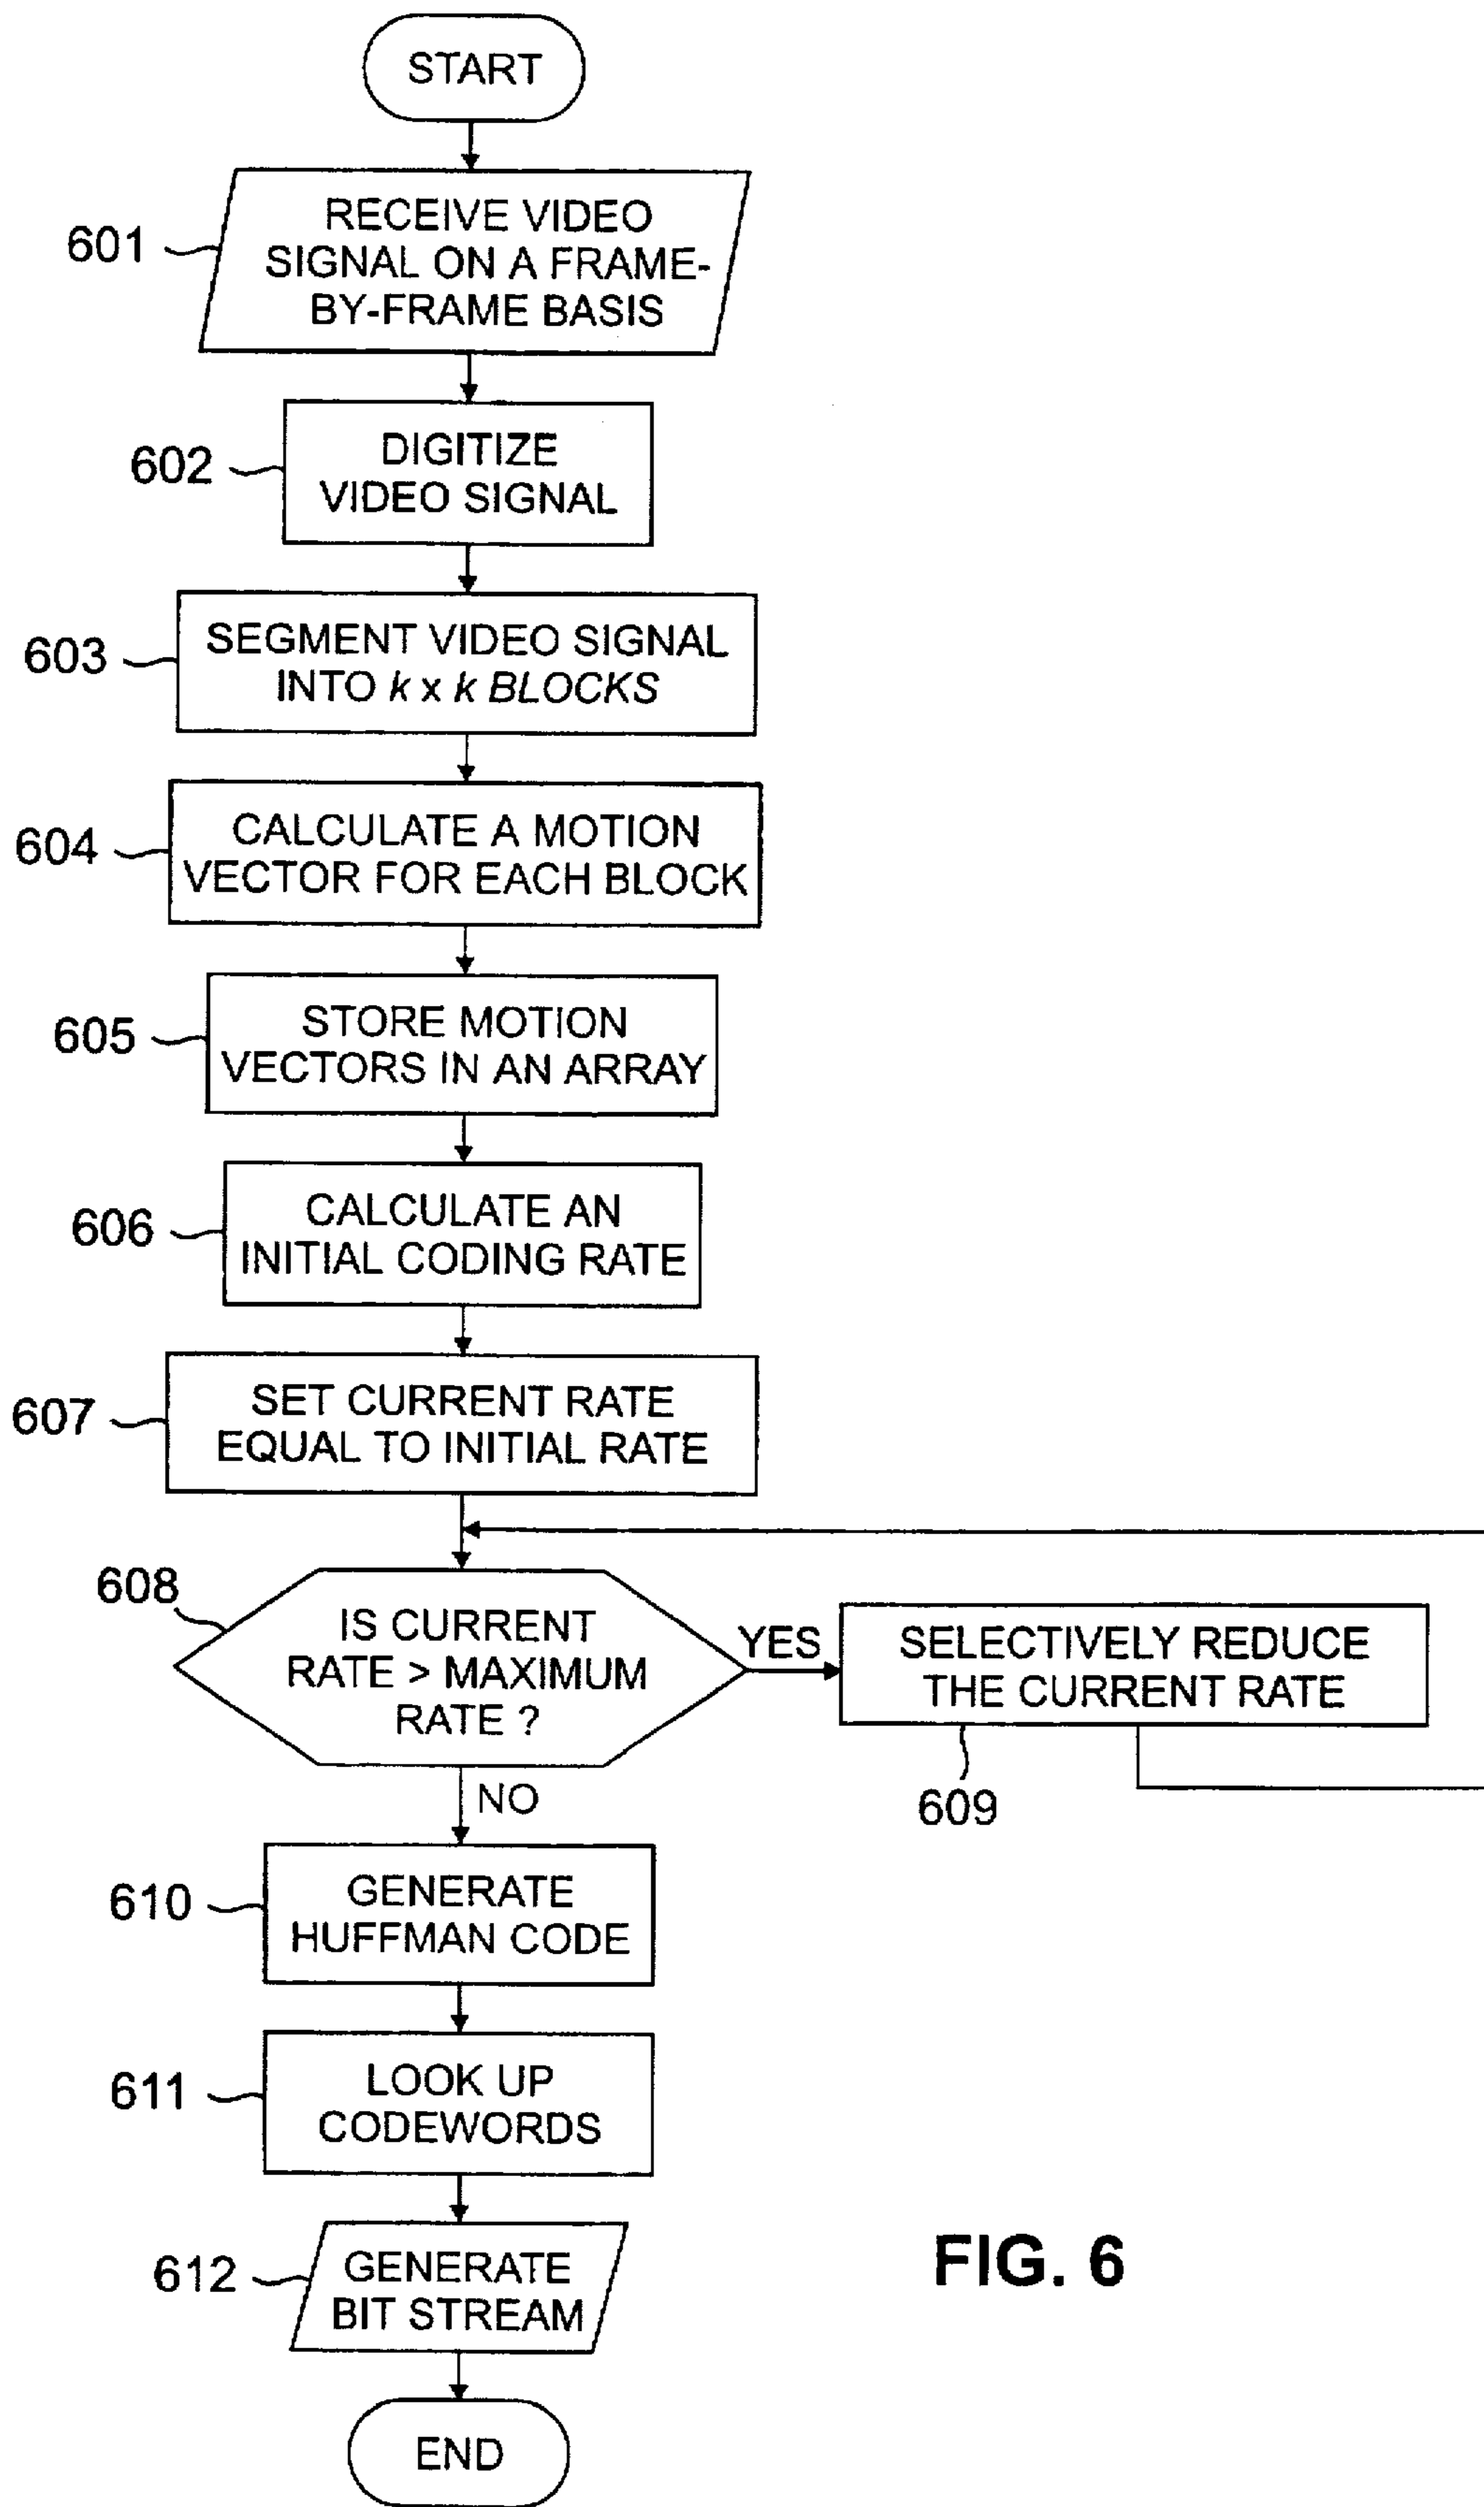 START
601
RECEIVE VIDEO
SIGNAL ON A FRAME-
BY-FRAME BASIS
602
DIGITIZE
VIDEO SIGNAL
603
SEGMENT VIDEO SIGNAL
INTO k x k BLOCKS
604
CALCULATE A MOTION
VECTOR FOR EACH BLOCK
605
STORE MOTION
VECTORS IN AN ARRAY
606
CALCULATE AN
INITIAL CODING RATE
607
SET CURRENT RATE
EQUAL TO INITIAL RATE
608
IS CURRENT
RATE > MAXIMUM
RATE ?
YES
SELECTIVELY REDUCE
THE CURRENT RATE
609
NO
610
GENERATE
HUFFMAN CODE
611
LOOK UP
CODEWORDS
612
GENERATE
BIT STREAM
END
FIG. 6